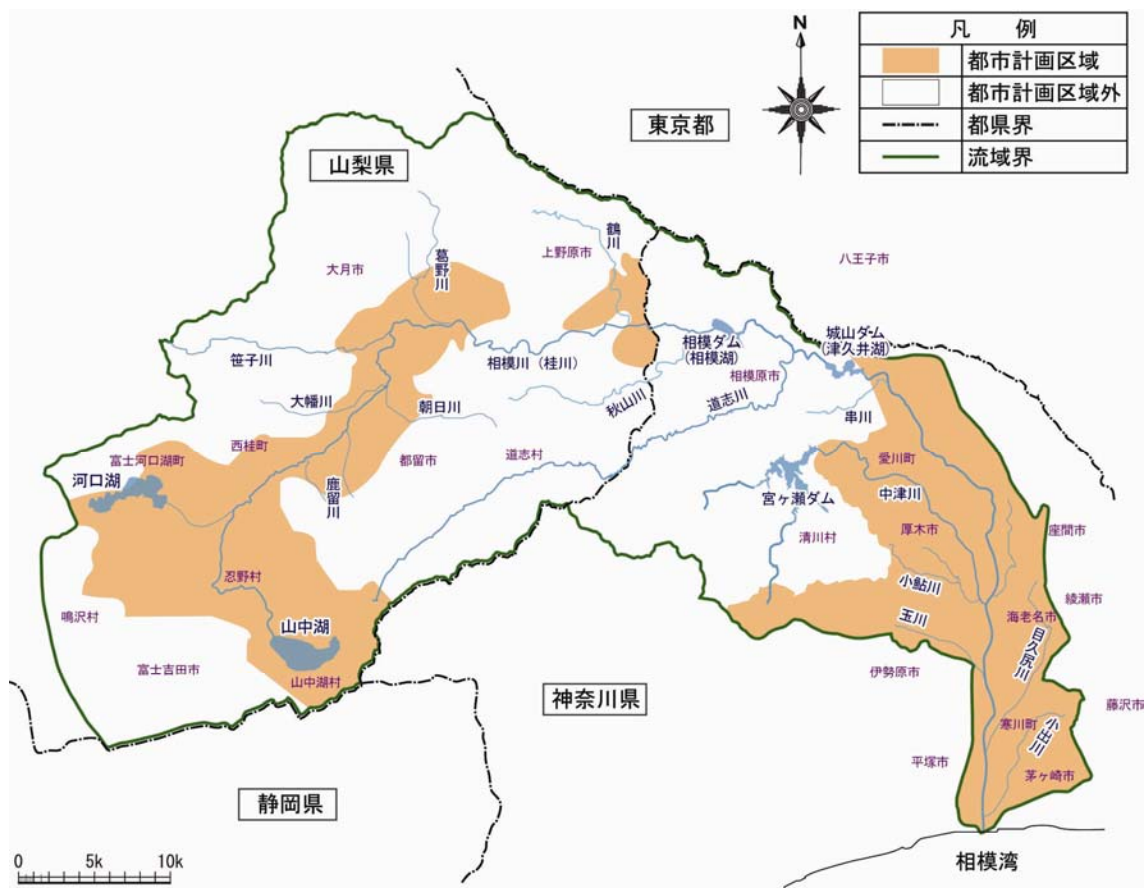 N
凡 例
都市計画区域
都市計画区域外
都県界
流域界
東京都
山梨県
鶴川
葛野川
上野原市
大月市
八王子市
城山ダム
(津久井湖)
相模ダム
(相模湖)
笹子川
相模川(桂川)
相模原市
大幡川
朝日川
秋山川
道志川
串川
西桂町
富士河口湖町
都留市
道志村
愛川町
河口湖
鹿留川
宮ヶ瀬ダム
中津川
厚木市
座間市
清川村
忍野村
小鮎川
綾瀬市
鳴沢村
山中湖
玉川
海老名市
目久尻川
富士吉田市
山中湖村
伊勢原市
神奈川県
藤沢市
寒川町
小出川
平塚市
茅ヶ崎市
静岡県
0 5k 10k
相模湾